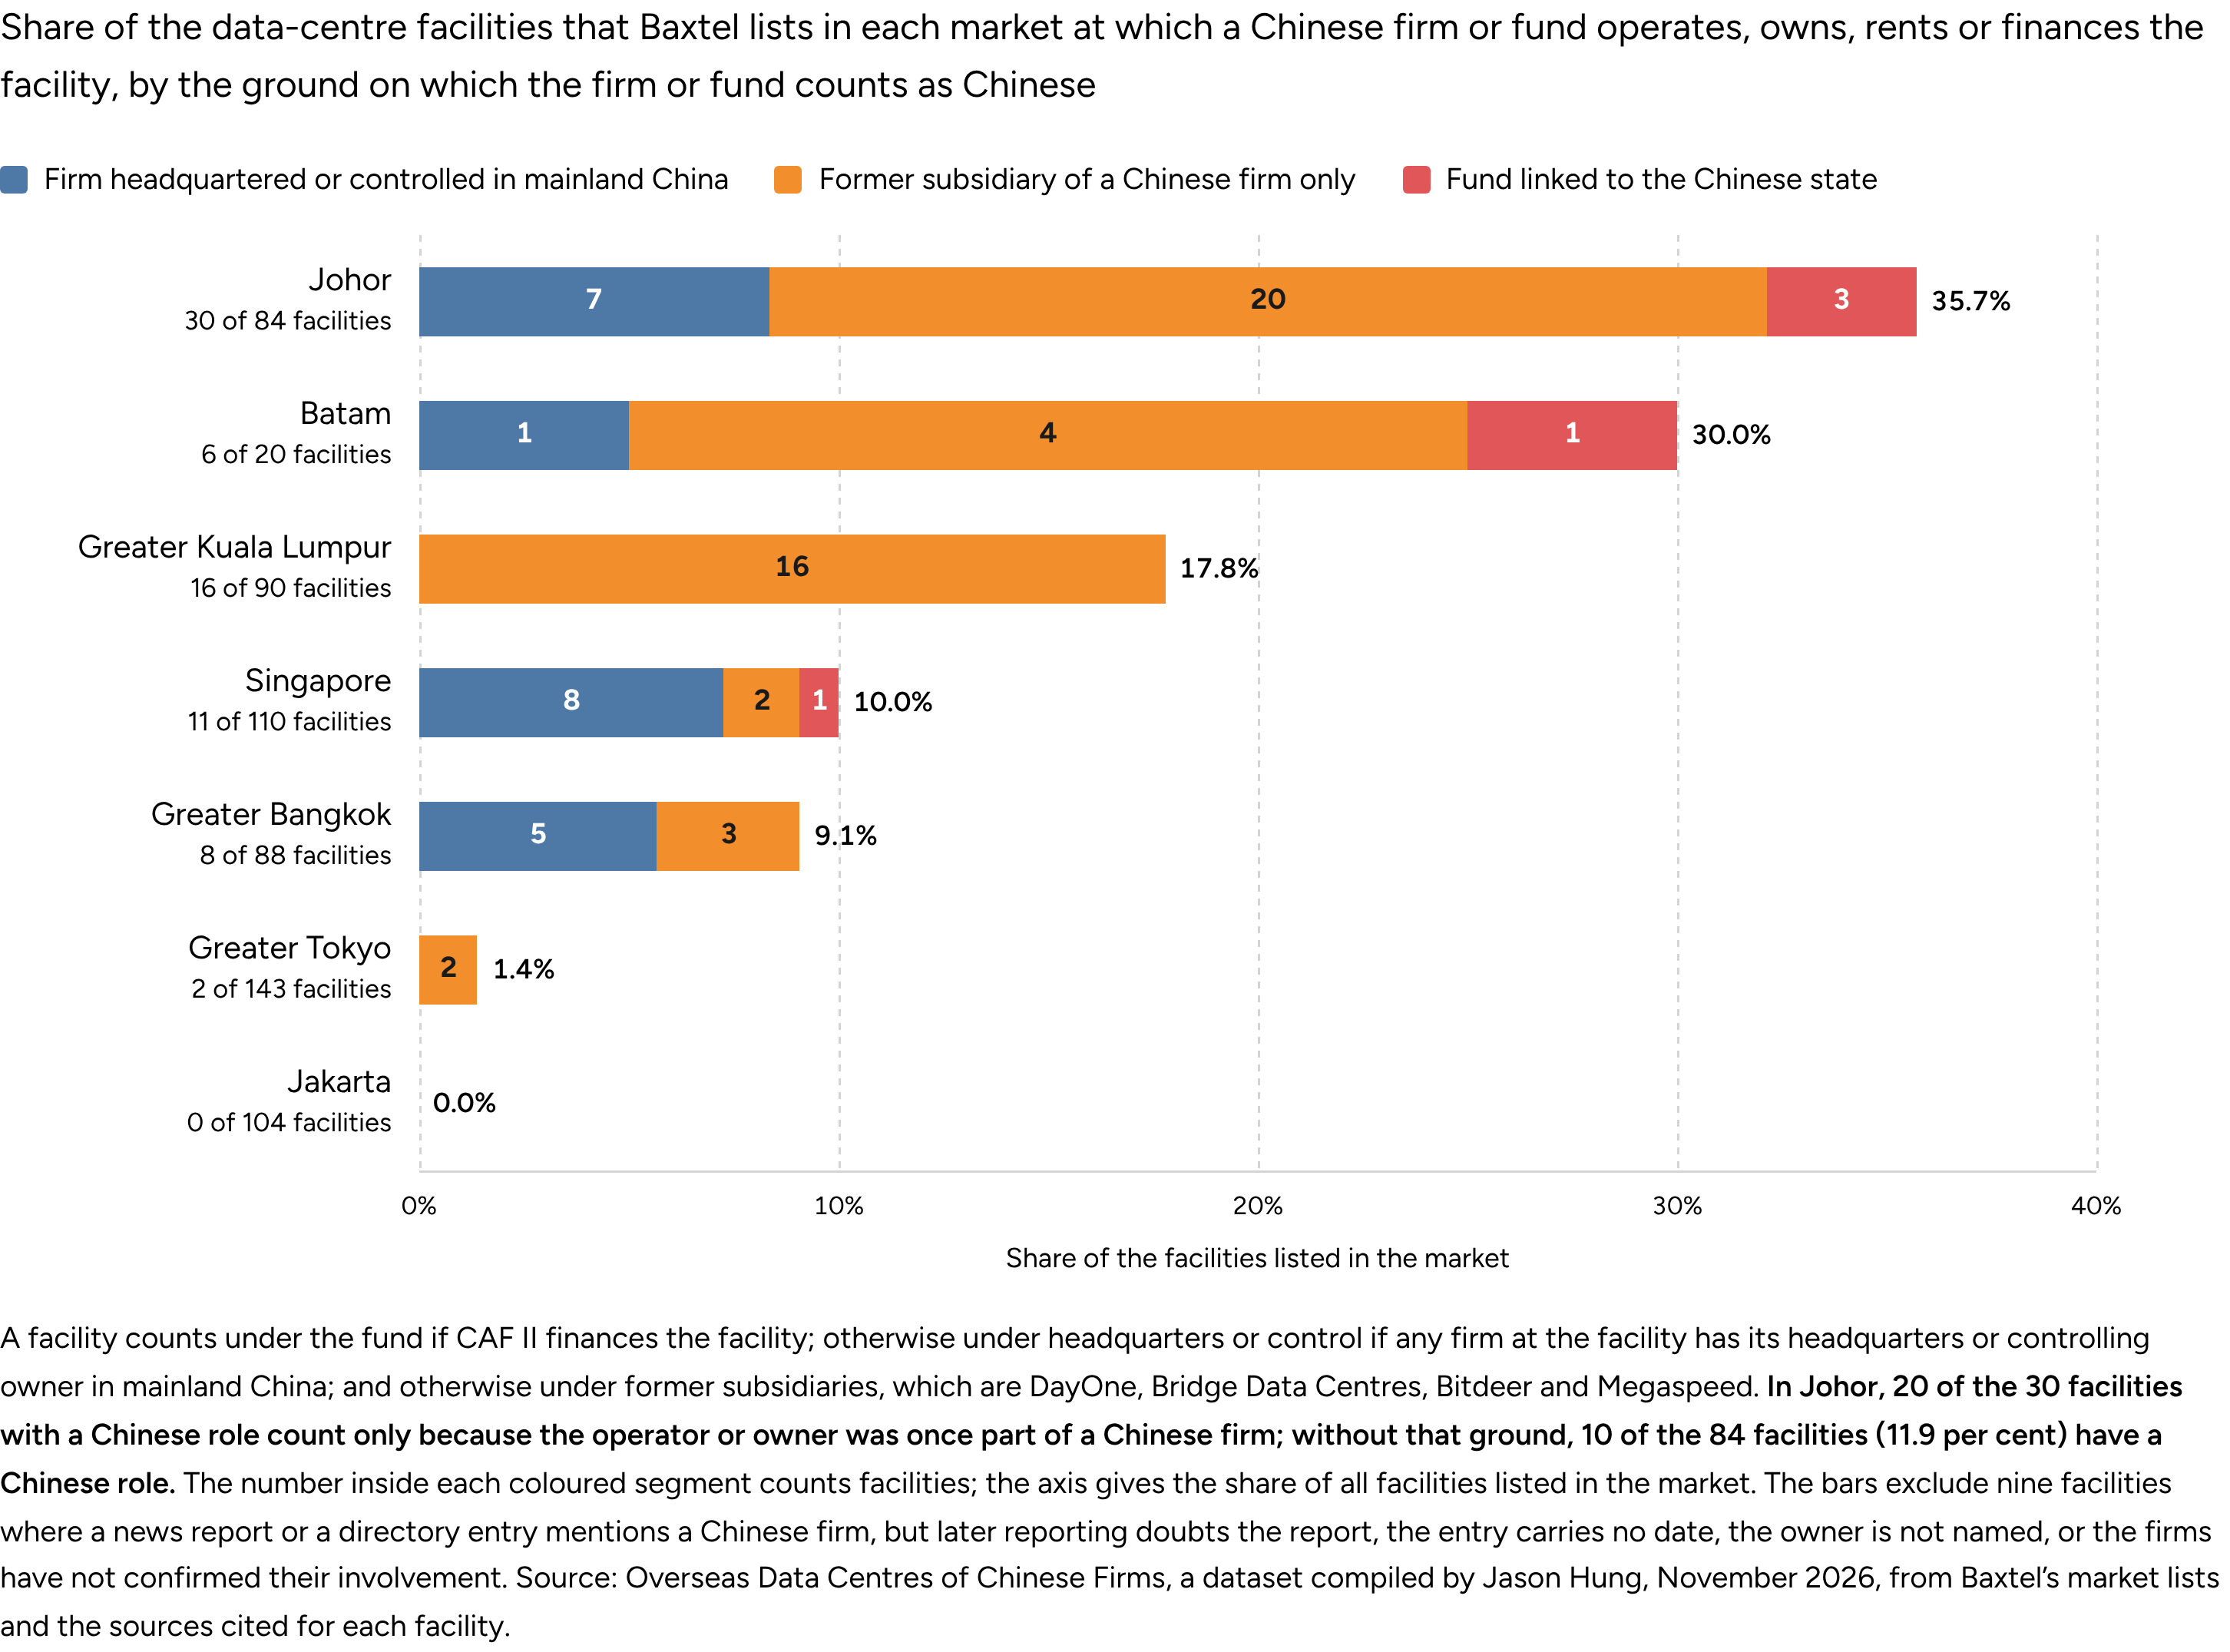 Share of the data-centre facilities that Baxtel lists in each market at which a Chinese firm or fund operates, owns, rents or finances the
facility, by the ground on which the firm or fund counts as Chinese
Firm headquartered or controlled in mainland China
Former subsidiary of a Chinese firm only
Fund linked to the Chinese state
Johor
30 of 84 facilities
7
20
3
35.7%
Batam
6 of 20 facilities
1
4
1
30.0%
Greater Kuala Lumpur
16 of 90 facilities
16
17.8%
Singapore
11 of 110 facilities
8
2
1
10.0%
Greater Bangkok
8 of 88 facilities
5
3
9.1%
Greater Tokyo
2 of 143 facilities
2
1.4%
Jakarta
0 of 104 facilities
0.0%
0%
10%
20%
30%
40%
Share of the facilities listed in the market
A facility counts under the fund if CAF II finances the facility; otherwise under headquarters or control if any firm at the facility has its headquarters or controlling
owner in mainland China; and otherwise under former subsidiaries, which are DayOne, Bridge Data Centres, Bitdeer and Megaspeed. In Johor, 20 of the 30 facilities
with a Chinese role count only because the operator or owner was once part of a Chinese firm; without that ground, 10 of the 84 facilities (11.9 per cent) have a
Chinese role. The number inside each coloured segment counts facilities; the axis gives the share of all facilities listed in the market. The bars exclude nine facilities
where a news report or a directory entry mentions a Chinese firm, but later reporting doubts the report, the entry carries no date, the owner is not named, or the firms
have not confirmed their involvement. Source: Overseas Data Centres of Chinese Firms, a dataset compiled by Jason Hung, November 2026, from Baxtel's market lists
and the sources cited for each facility.